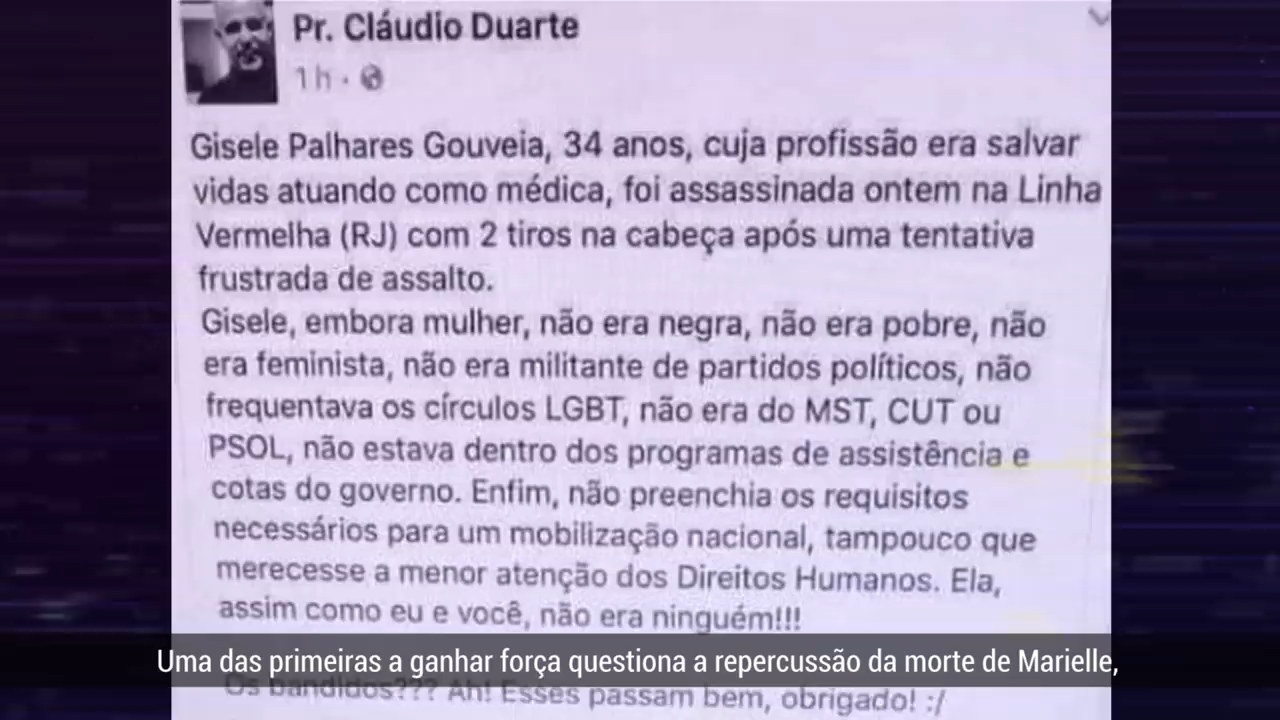 Pr. Cláudio Duarte
1 h ·
Gisele Palhares Gouveia, 34 anos, cuja profissão era salvar
vidas atuando como médica, foi assassinada ontem na Linha
Vermelha (RJ) com 2 tiros na cabeça após uma tentativa
frustrada de assalto.
Gisele, embora mulher, não era negra, não era pobre, não
era feminista, não era militante de partidos políticos, não
frequentava os círculos LGBT, não era do MST, CUT ou
PSOL, não estava dentro dos programas de assistência e
cotas do governo. Enfim, não preenchia os requisitos
necessários para um mobilização nacional, tampouco que
merecesse a menor atenção dos Direitos Humanos. Ela,
assim como eu e você, não era ninguém!!!
Uma das primeiras a ganhar força questiona a repercussão da morte de Marielle,
Os bandidos??? Ah! Esses passam bem, obrigado! :/